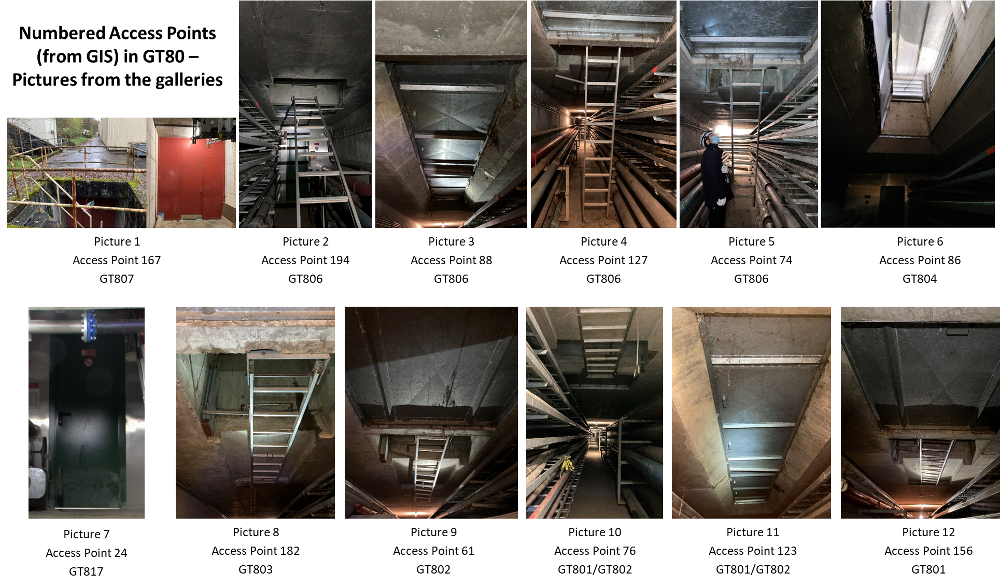 Numbered Access Points
(from GIS) in GT80 –
Pictures from the galleries
Picture 1
Access Point 167
GT807
Picture 2
Access Point 194
GT806
Picture 3
Access Point 88
GT806
Picture 4
Access Point 127
GT806
Picture 5
Access Point 74
GT806
Picture 6
Access Point 86
GT804
Picture 7
Access Point 24
GT817
Picture 8
Access Point 182
GT803
Picture 9
Access Point 61
GT802
Picture 10
Access Point 76
GT801/GT802
Picture 11
Access Point 123
GT801/GT802
Picture 12
Access Point 156
GT801